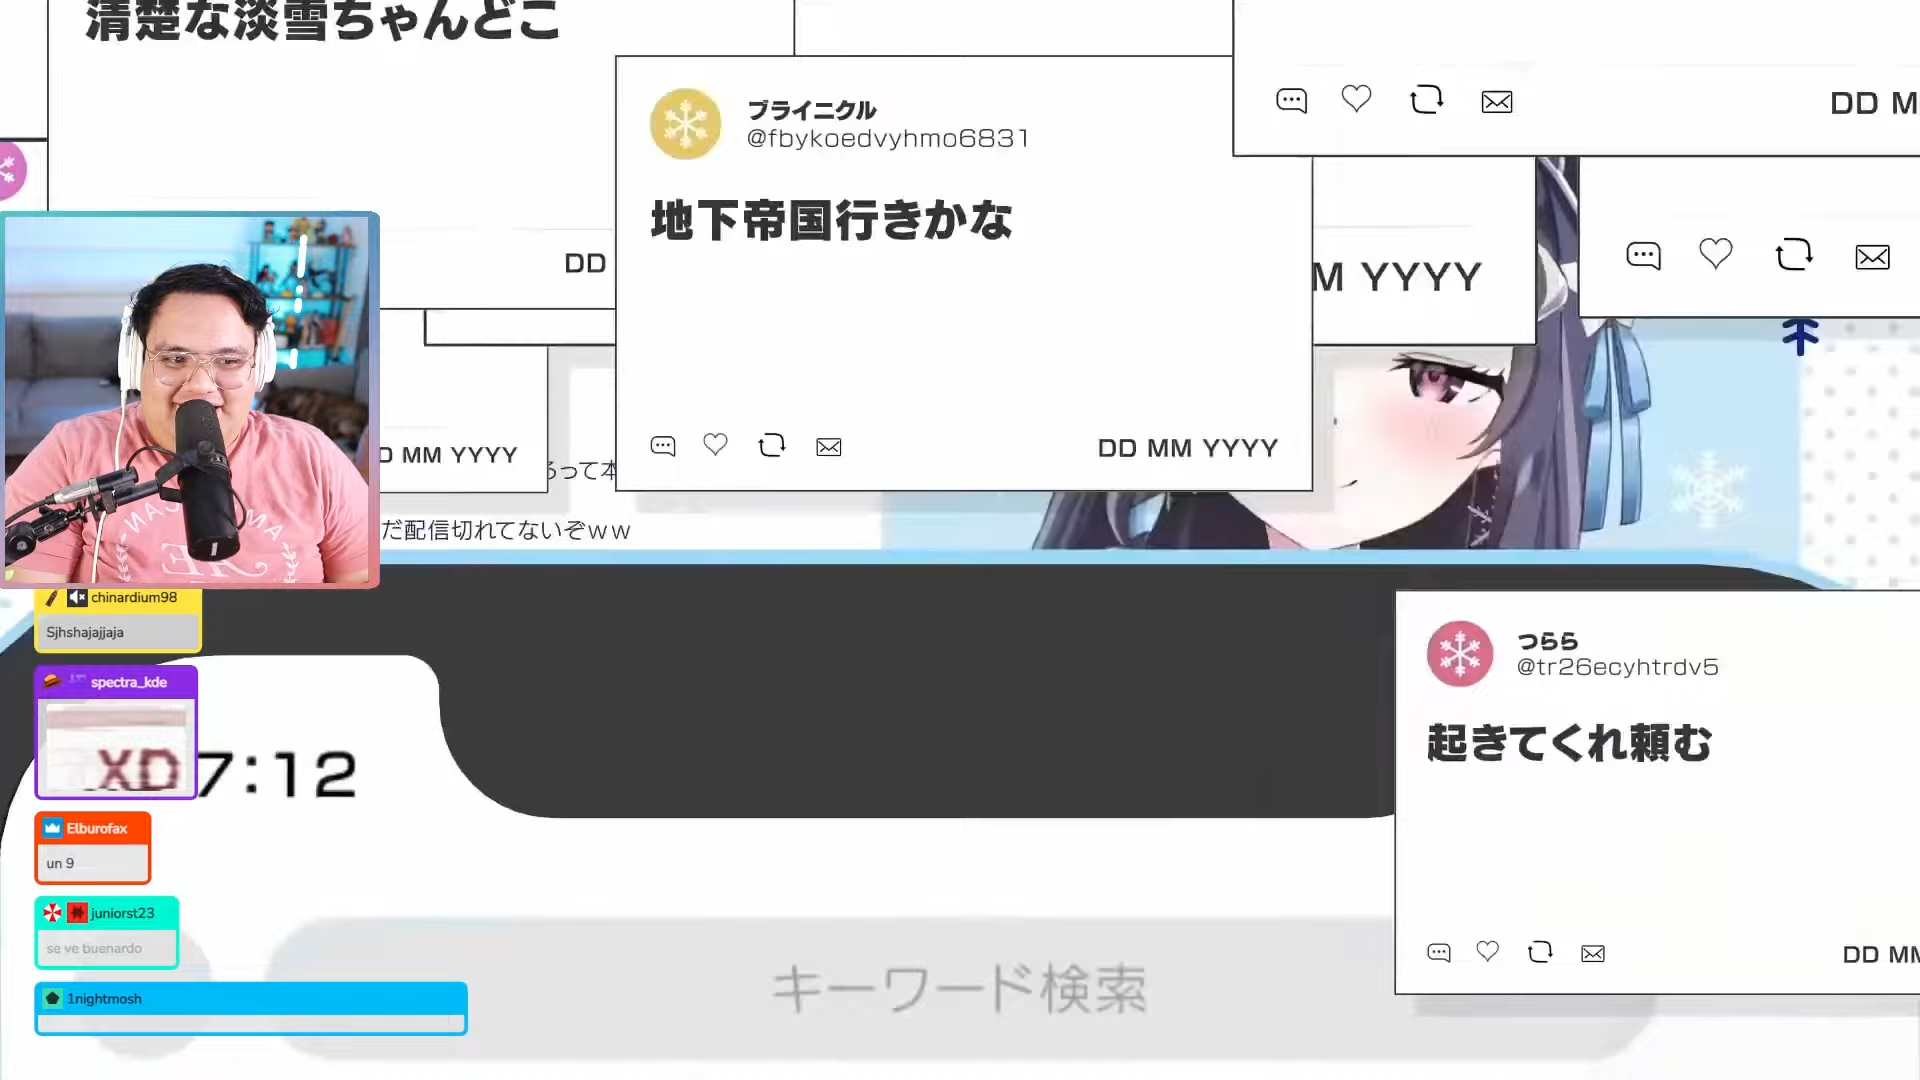 清楚な淡雪ちゃんどこ
DD M
ブライニクル
@fbykoedvyhmo6831
地下帝国行きかな
DD
M YYYY
DD MM YYYY
D MM YYYY
るって本
だ配信切れてないぞｗｗ
chinardium98
Sjhshajajjaja
spectra_kde
XD
7:12
Elburofax
un 9
juniorst23
se ve buenardo
1nightmosh
つらら
@tr26ecyhtrdv5
起きてくれ頼む
DD MM
キーワード検索